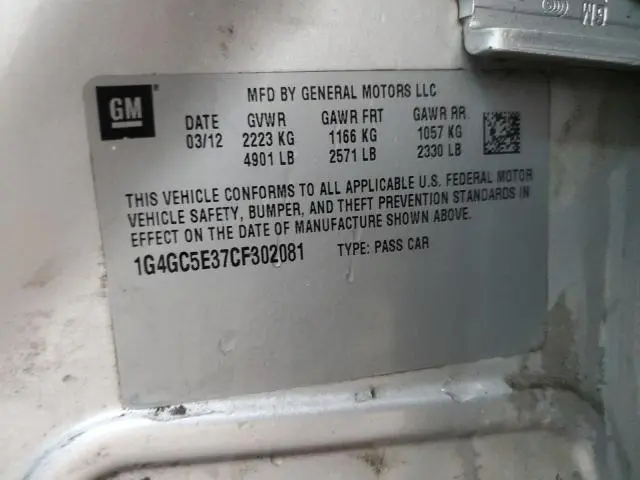 GM
MFD BY GENERAL MOTORS LLC
DATE GVWR GAWR FRT GAWR RR
03/12 2223 KG 1166 KG 1057 KG
4901 LB 2571 LB 2330 LB
THIS VEHICLE CONFORMS TO ALL APPLICABLE U.S. FEDERAL MOTOR
VEHICLE SAFETY, BUMPER, AND THEFT PREVENTION STANDARDS IN
EFFECT ON THE DATE OF MANUFACTURE SHOWN ABOVE.
1G4GC5E37CF302081 TYPE: PASS CAR